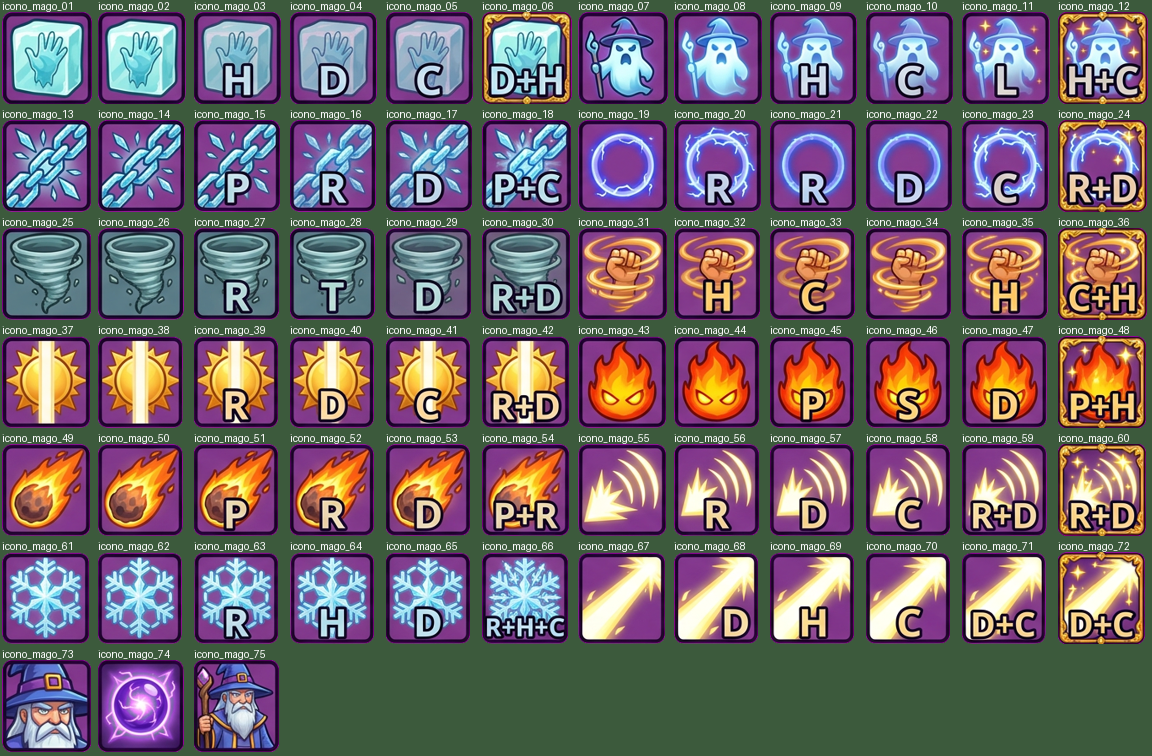 icono_mago_01 icono_mago_02 icono_mago_03 icono_mago_04 icono_mago_05 icono_mago_06 icono_mago_07 icono_mago_08 icono_mago_09 icono_mago_10 icono_mago_11 icono_mago_12
H D C D+H H C L H+C
icono_mago_13 icono_mago_14 icono_mago_15 icono_mago_16 icono_mago_17 icono_mago_18 icono_mago_19 icono_mago_20 icono_mago_21 icono_mago_22 icono_mago_23 icono_mago_24
P R D P+C R R D C R+D
icono_mago_25 icono_mago_26 icono_mago_27 icono_mago_28 icono_mago_29 icono_mago_30 icono_mago_31 icono_mago_32 icono_mago_33 icono_mago_34 icono_mago_35 icono_mago_36
R T D R+D H C H C+H
icono_mago_37 icono_mago_38 icono_mago_39 icono_mago_40 icono_mago_41 icono_mago_42 icono_mago_43 icono_mago_44 icono_mago_45 icono_mago_46 icono_mago_47 icono_mago_48
R D C R+D P S D P+H
icono_mago_49 icono_mago_50 icono_mago_51 icono_mago_52 icono_mago_53 icono_mago_54 icono_mago_55 icono_mago_56 icono_mago_57 icono_mago_58 icono_mago_59 icono_mago_60
P R D P+R R D C R+D R+D
icono_mago_61 icono_mago_62 icono_mago_63 icono_mago_64 icono_mago_65 icono_mago_66 icono_mago_67 icono_mago_68 icono_mago_69 icono_mago_70 icono_mago_71 icono_mago_72
R H D R+H+C D H C D+C D+C
icono_mago_73 icono_mago_74 icono_mago_75